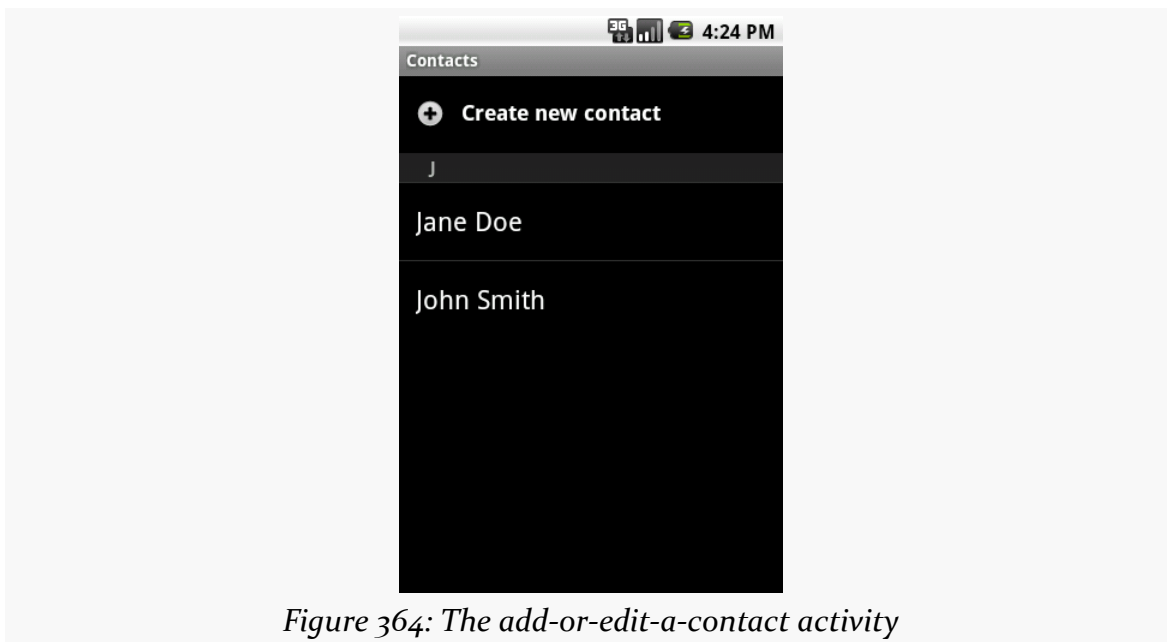 3G 4:24 PM
Contacts
Create new contact
J
Jane Doe
John Smith
Figure 364: The add-or-edit-a-contact activity